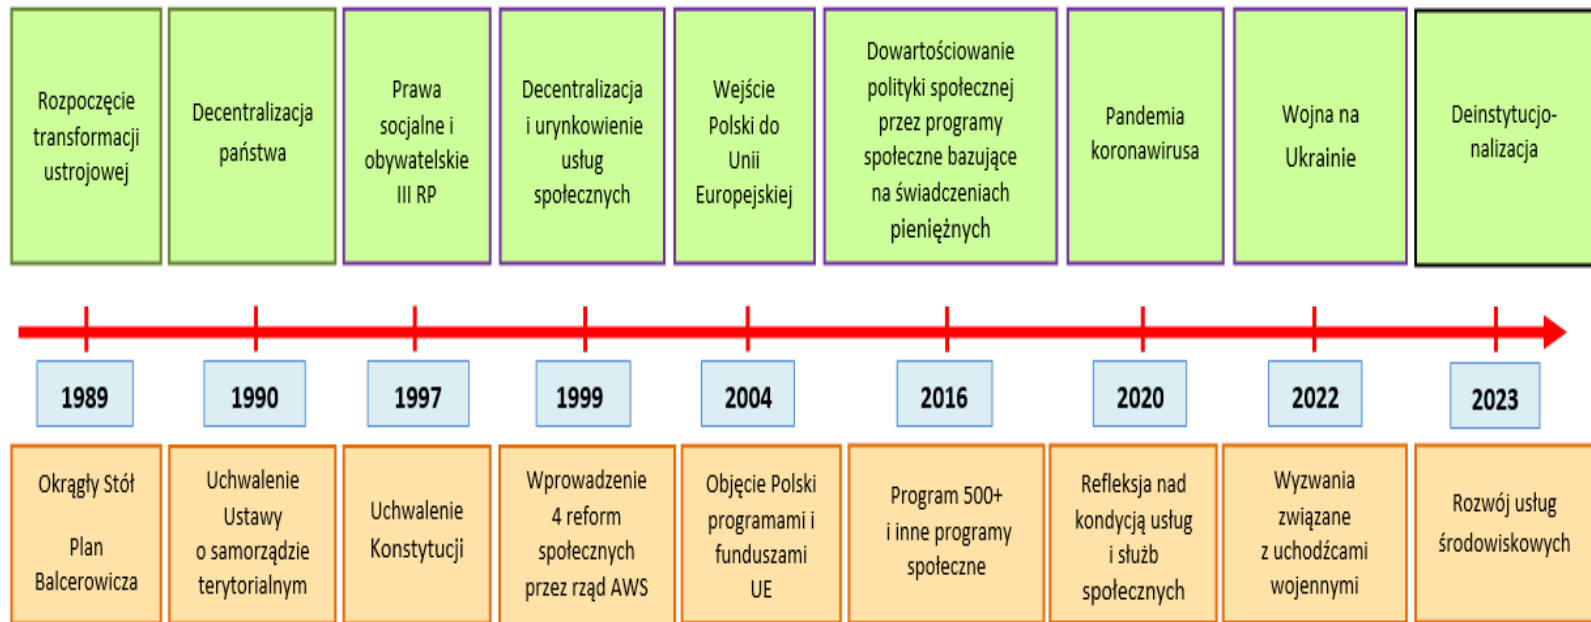 Rozpoczęcie
transformacji
ustrojowej
Decentralizacja
państwa
Prawa
socjalne i
obywatelskie
III RP
Decentralizacja
i urynkowienie
usług
społecznych
Wejście
Polski do
Unii
Europejskiej
Dowartościowanie
polityki społecznej
przez programy
społeczne bazujące
na świadczeniach
pieniężnych
Pandemia
koronawirusa
Wojna na
Ukrainie
Deinstytucjo-
nalizacja
1989
1990
1997
1999
2004
2016
2020
2022
2023
Okrągły Stół
Plan
Balcerowicza
Uchwalenie
Ustawy
o samorządzie
terytorialnym
Uchwalenie
Konstytucji
Wprowadzenie
4 reform
społecznych
przez rząd AWS
Objęcie Polski
programami i
funduszami
UE
Program 500+
i inne programy
społeczne
Refleksja nad
kondycją usług
i służb
społecznych
Wyzwania
związane
z uchodźcami
wojennymi
Rozwój usług
środowiskowych